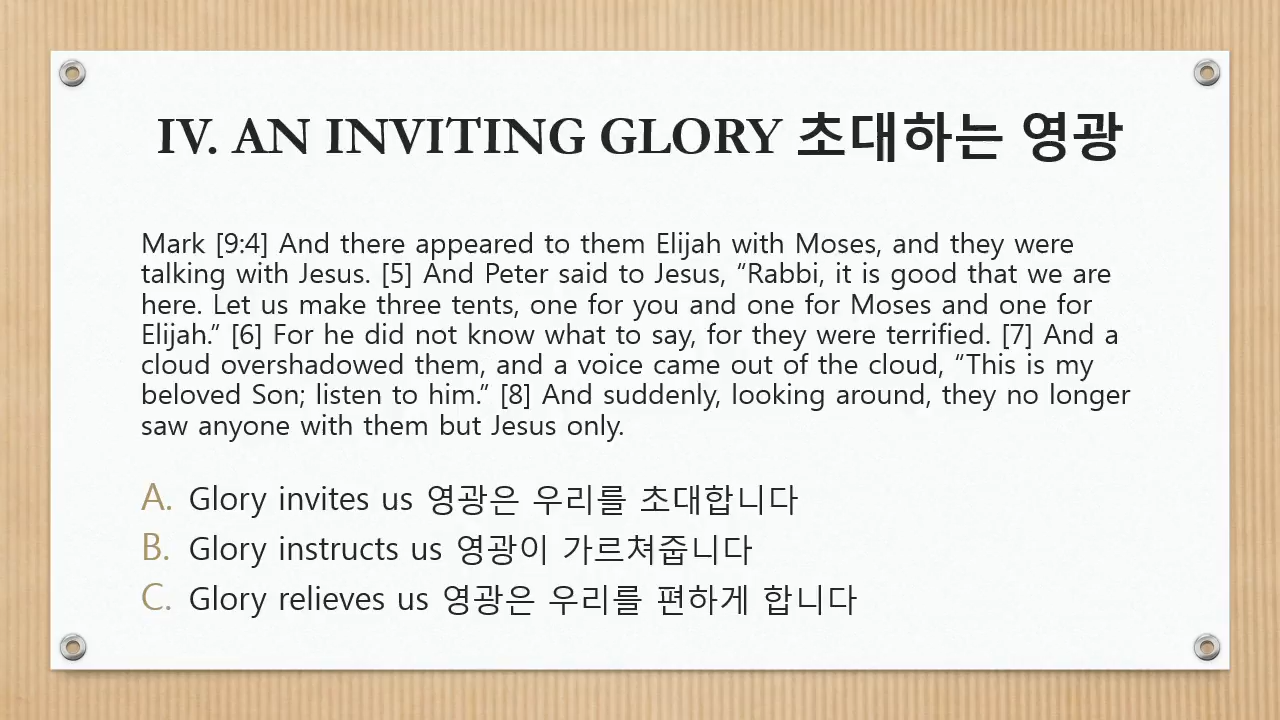 IV. AN INVITING GLORY 초대하는 영광
Mark [9:4] And there appeared to them Elijah with Moses, and they were
talking with Jesus. [5] And Peter said to Jesus, “Rabbi, it is good that we are
here. Let us make three tents, one for you and one for Moses and one for
Elijah.” [6] For he did not know what to say, for they were terrified. [7] And a
cloud overshadowed them, and a voice came out of the cloud, “This is my
beloved Son; listen to him.” [8] And suddenly, looking around, they no longer
saw anyone with them but Jesus only.
A. Glory invites us 영광은 우리를 초대합니다
B. Glory instructs us 영광이 가르쳐줍니다
C. Glory relieves us 영광은 우리를 편하게 합니다